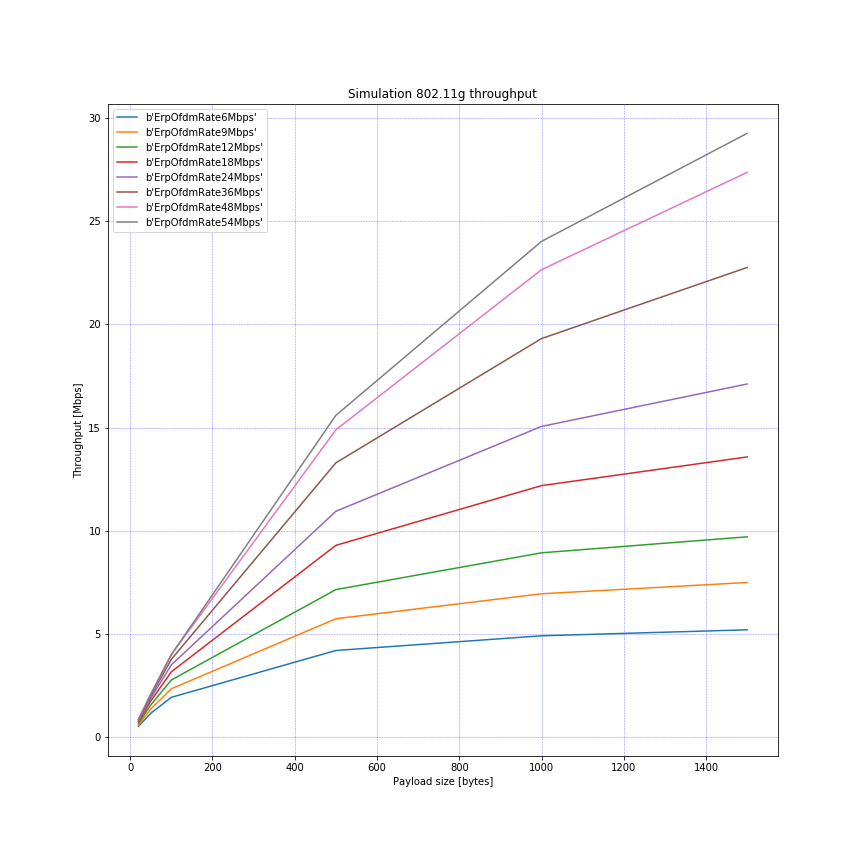 Simulation 802.11g throughput
b'ErpOfdmRate6Mbps'
b'ErpOfdmRate9Mbps'
b'ErpOfdmRate12Mbps'
b'ErpOfdmRate18Mbps'
b'ErpOfdmRate24Mbps'
b'ErpOfdmRate36Mbps'
b'ErpOfdmRate48Mbps'
b'ErpOfdmRate54Mbps'
30
25
20
15
10
5
0
Throughput [Mbps]
0 200 400 600 800 1000 1200 1400
Payload size [bytes]